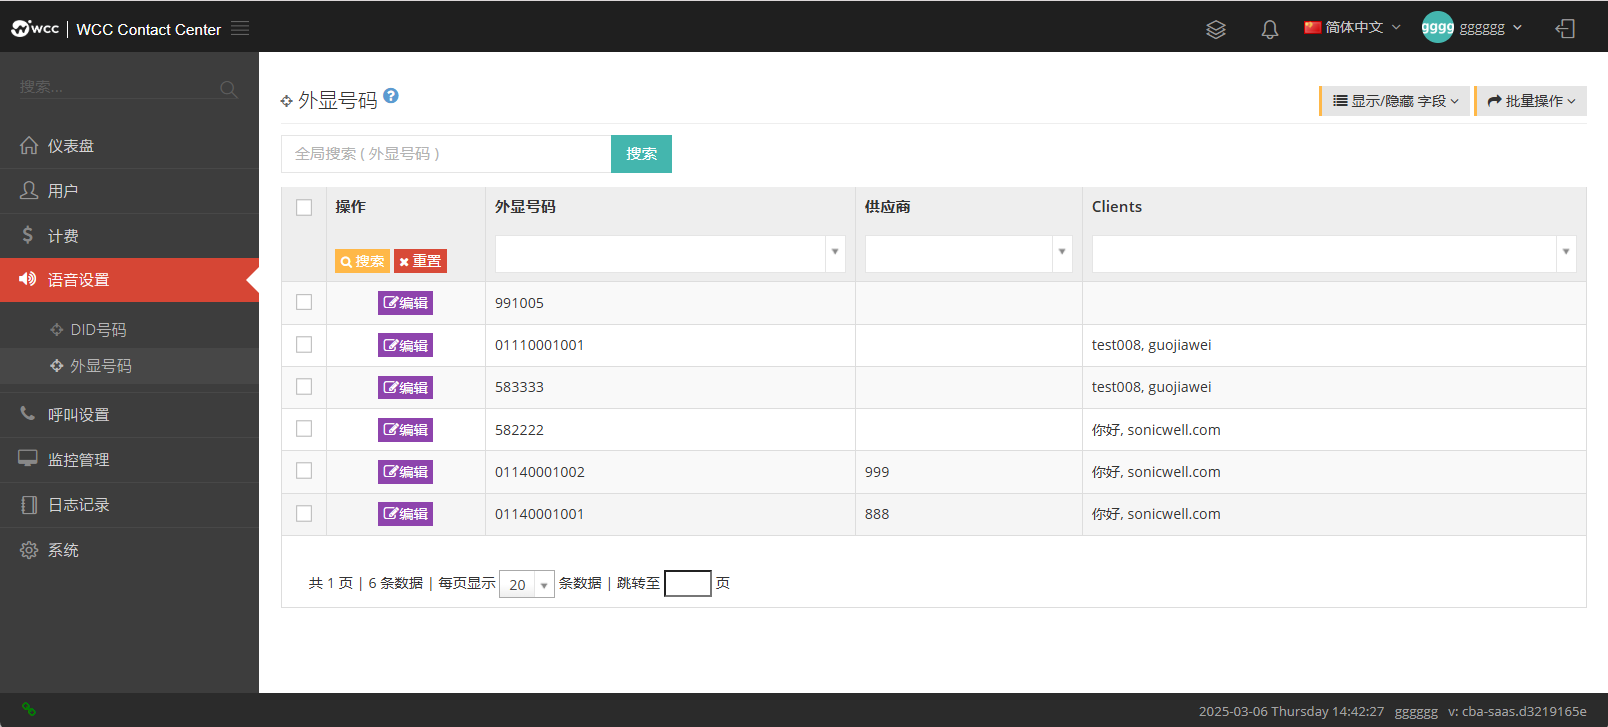 wcc | WCC Contact Center
简体中文
gggg gggggg
搜索...
仪表盘
用户
计费
语音设置
DID号码
外显号码
呼叫设置
监控管理
日志记录
系统
外显号码 ?
显示/隐藏 字段
批量操作
全局搜索 ( 外显号码 )
搜索
操作 外显号码 供应商 Clients
搜索 重置
编辑 991005
编辑 01110001001 test008, guojiawei
编辑 583333 test008, guojiawei
编辑 582222 你好, sonicwell.com
编辑 01140001002 999 你好, sonicwell.com
编辑 01140001001 888 你好, sonicwell.com
共 1 页 | 6 条数据 | 每页显示 20 条数据 | 跳转至 页
2025-03-06 Thursday 14:42:27 gggggg v: cba-saas.d3219165e